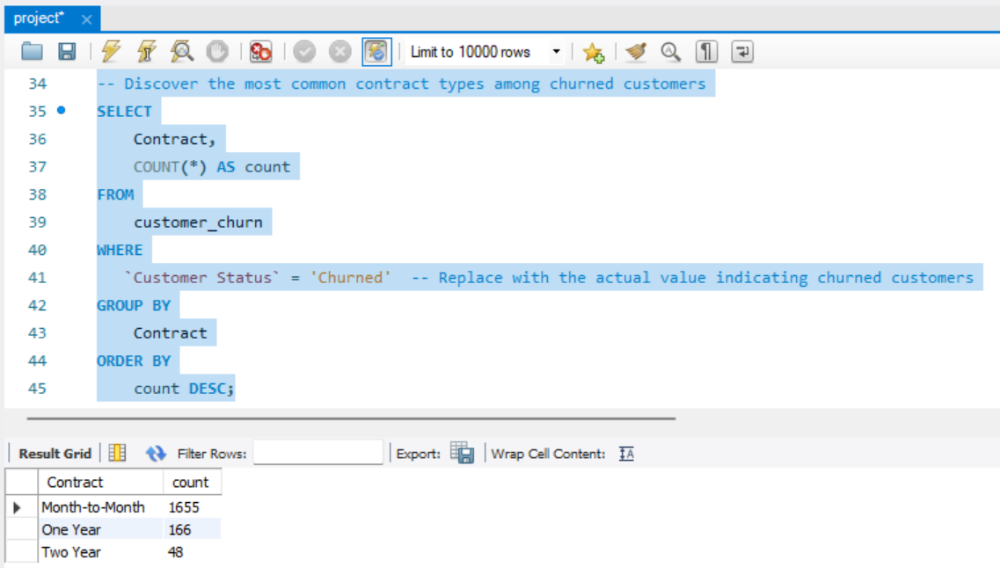 project*
Limit to 10000 rows
34 -- Discover the most common contract types among churned customers
35 SELECT
36 Contract,
37 COUNT(*) AS count
38 FROM
39 customer_churn
40 WHERE
41 `Customer Status` = 'Churned' -- Replace with the actual value indicating churned customers
42 GROUP BY
43 Contract
44 ORDER BY
45 count DESC;
Result Grid Filter Rows: Export: Wrap Cell Content: IA
Contract count
Month-to-Month 1655
One Year 166
Two Year 48